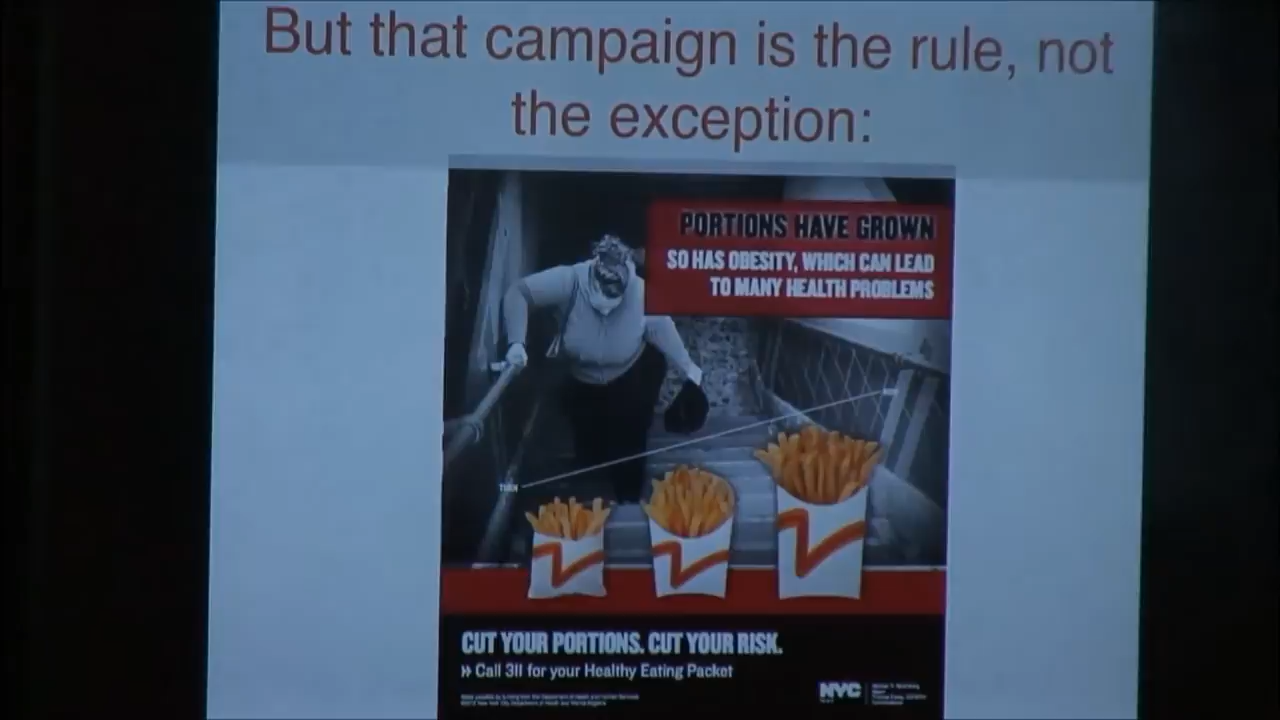 But that campaign is the rule, not
the exception:
PORTIONS HAVE GROWN
SO HAS OBESITY, WHICH CAN LEAD
TO MANY HEALTH PROBLEMS
CUT YOUR PORTIONS. CUT YOUR RISK.
» Call 311 for your Healthy Eating Packet
NYC